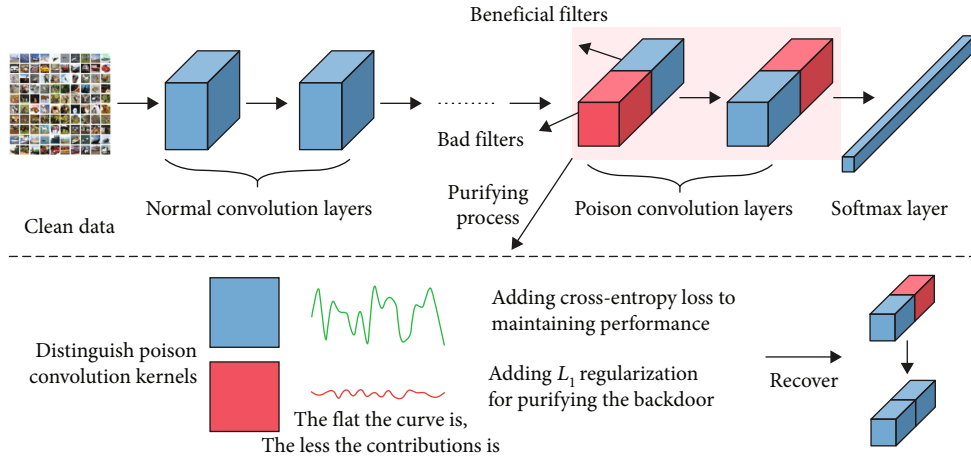 Beneficial filters
Bad filters
Purifying
process
Normal convolution layers
Poison convolution layers
Softmax layer
Clean data
Distinguish poison
convolution kernels
The flat the curve is,
The less the contributions is
Adding cross-entropy loss to
maintaining performance
Adding L₁ regularization
for purifying the backdoor
Recover